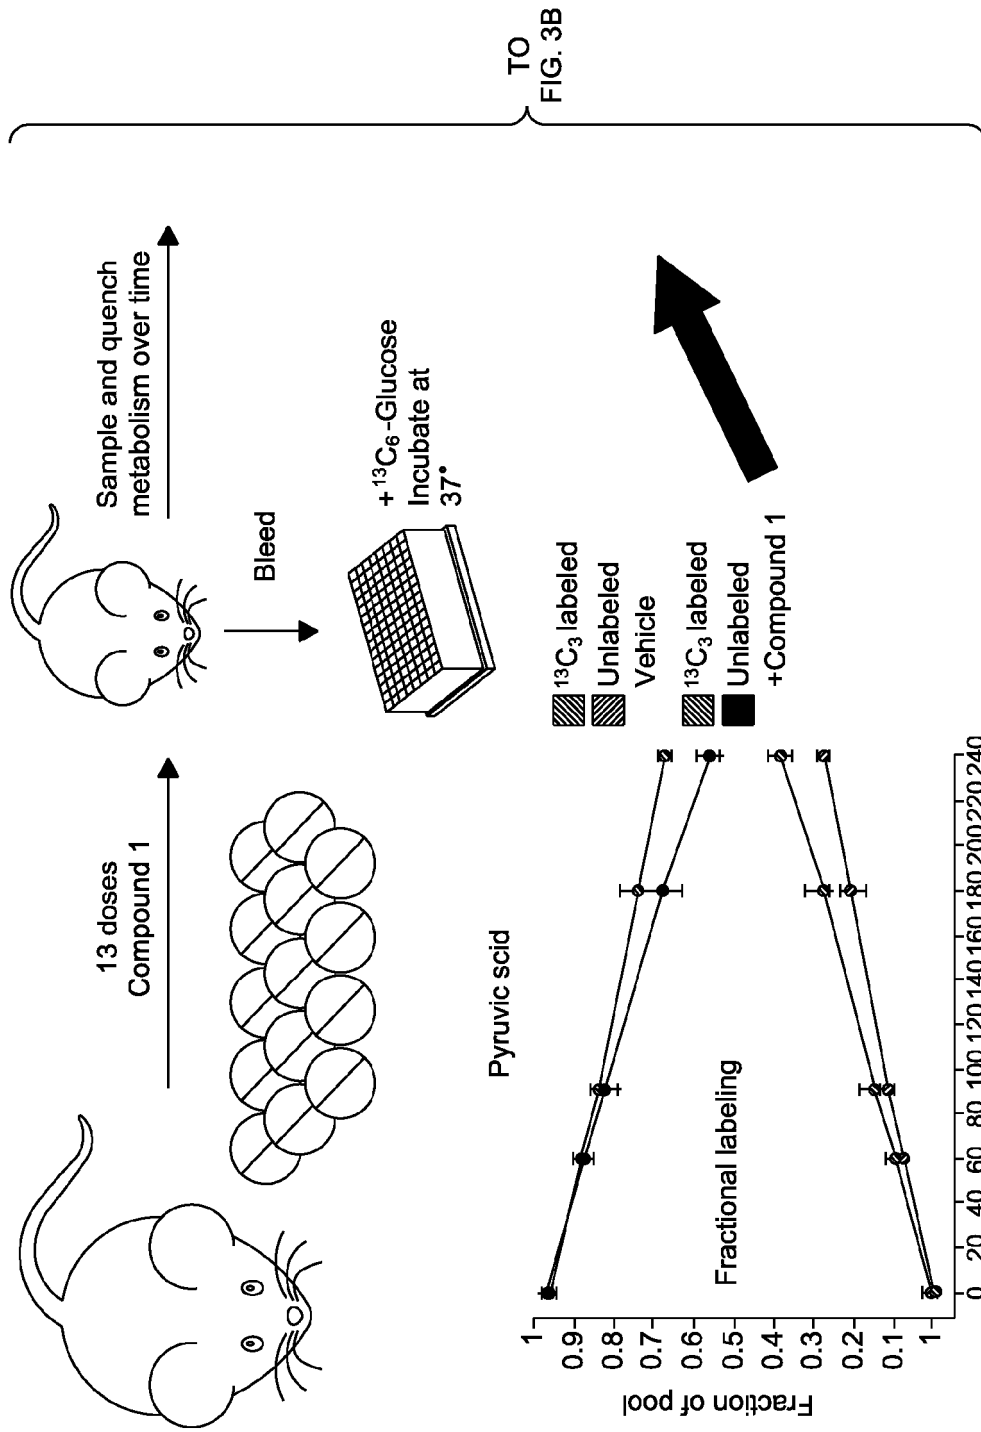 13 doses
Compound 1
Sample and quench
metabolism over time
Bleed
+ ¹³C₆-Glucose
Incubate at
37°
TO
FIG. 3B
Pyruvic scid
¹³C₃ labeled
Unlabeled
Vehicle
¹³C₃ labeled
Unlabeled
+Compound 1
Fractional labeling
Fraction of pool
1
0.9
0.8
0.7
0.6
0.5
0.4
0.3
0.2
0.1
1
0 20 40 60 80 100 120 140 160 180 200 220 240